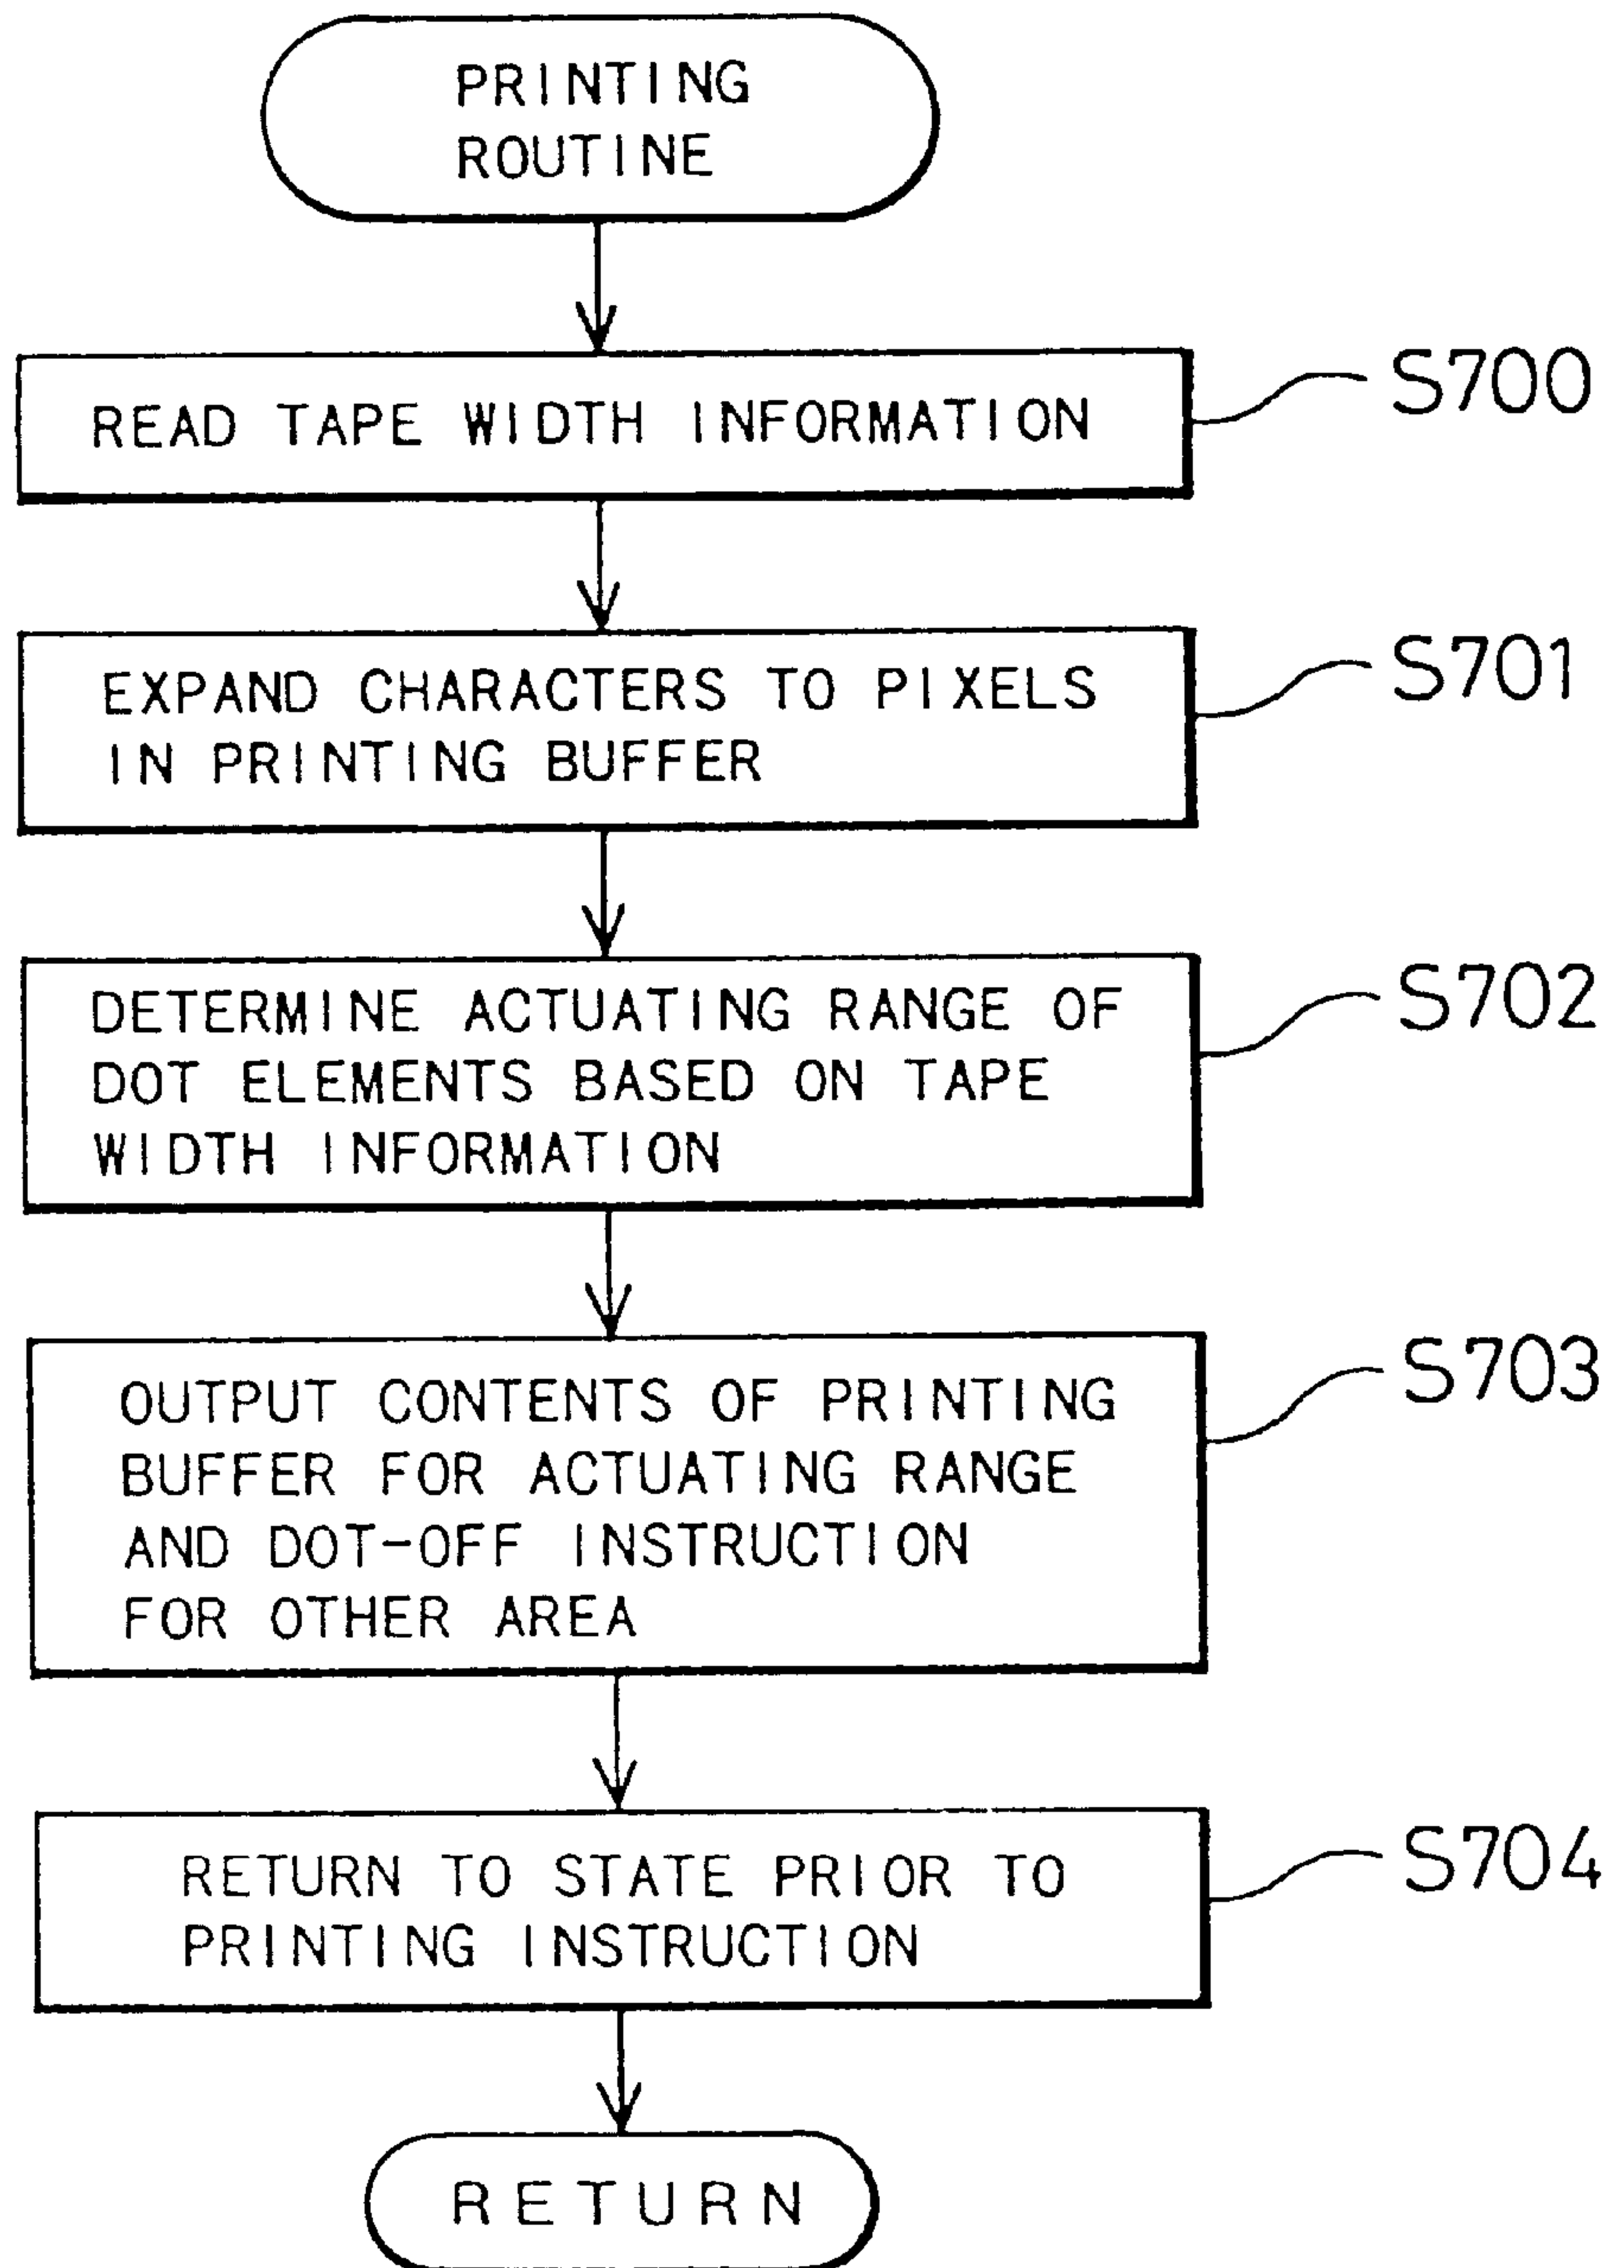 PRINTING
ROUTINE
READ TAPE WIDTH INFORMATION
S700
EXPAND CHARACTERS TO PIXELS
IN PRINTING BUFFER
S701
DETERMINE ACTUATING RANGE OF
DOT ELEMENTS BASED ON TAPE
WIDTH INFORMATION
S702
OUTPUT CONTENTS OF PRINTING
BUFFER FOR ACTUATING RANGE
AND DOT-OFF INSTRUCTION
FOR OTHER AREA
S703
RETURN TO STATE PRIOR TO
PRINTING INSTRUCTION
S704
RETURN